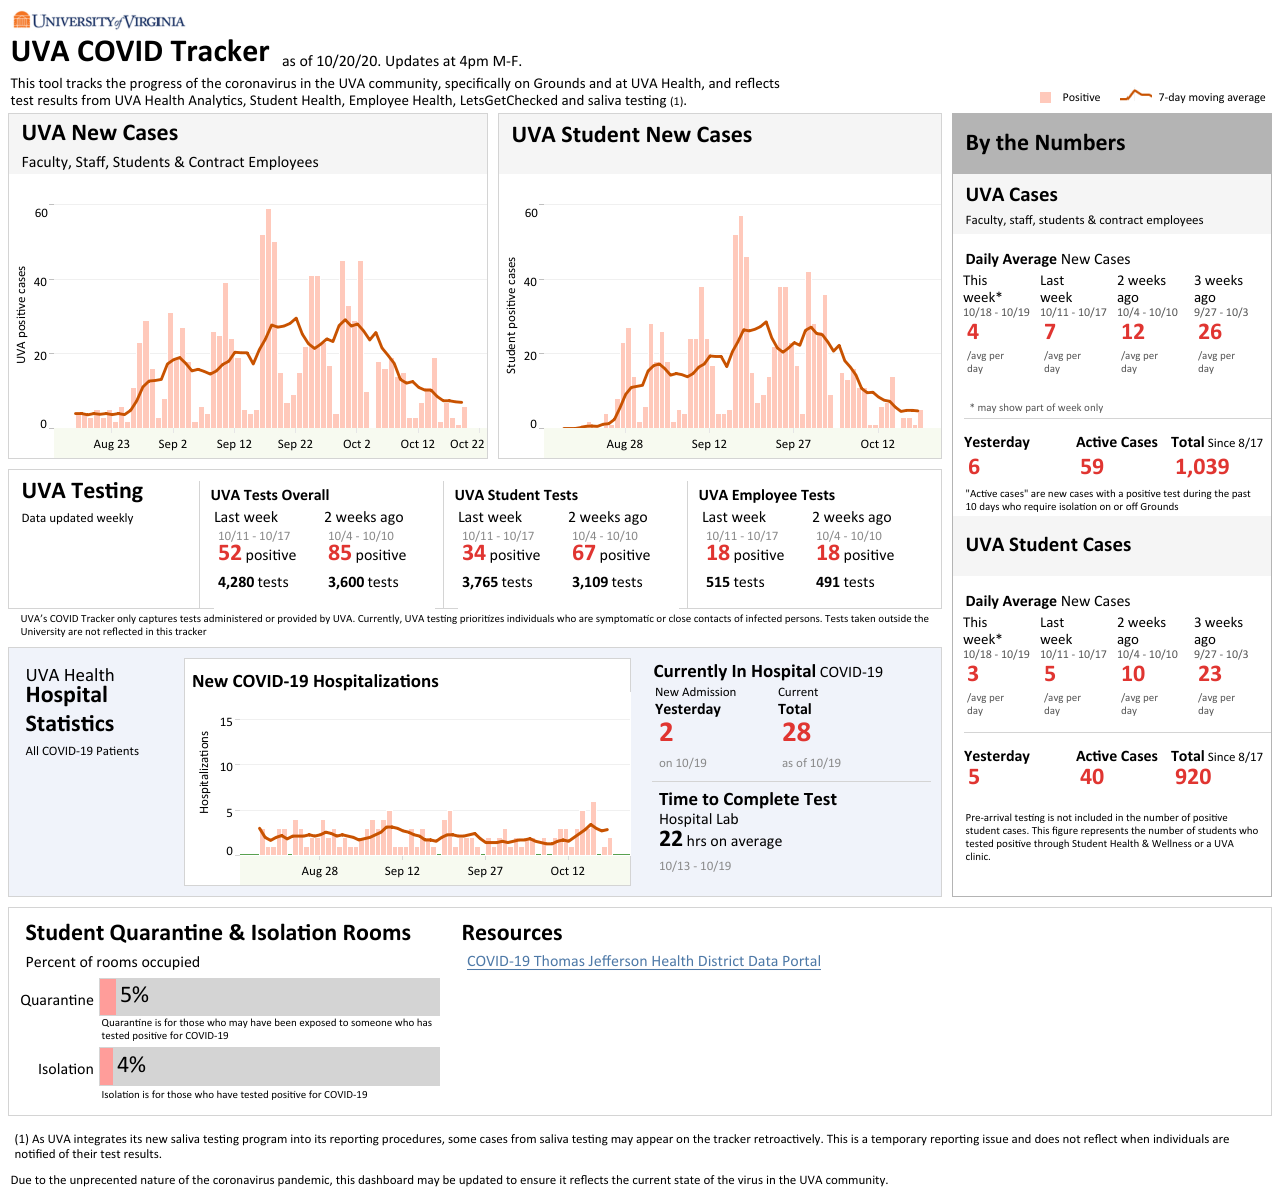 UNIVERSITY of VIRGINIA
UVA COVID Tracker as of 10/20/20. Updates at 4pm M-F.
This tool tracks the progress of the coronavirus in the UVA community, specifically on Grounds and at UVA Health, and reflects
test results from UVA Health Analytics, Student Health, Employee Health, LetsGetChecked and saliva testing (1).
Positive 7-day moving average
UVA New Cases
Faculty, Staff, Students & Contract Employees
UVA positive cases
60
40
20
0
Aug 23 Sep 2 Sep 12 Sep 22 Oct 2 Oct 12 Oct 22
UVA Student New Cases
Student positive cases
60
40
20
0
Aug 28 Sep 12 Sep 27 Oct 12
By the Numbers
UVA Cases
Faculty, staff, students & contract employees
Daily Average New Cases
This Last 2 weeks 3 weeks
week* week ago ago
10/18 - 10/19 10/11 - 10/17 10/4 - 10/10 9/27 - 10/3
4 7 12 26
/avg per /avg per /avg per /avg per
day day day day
* may show part of week only
Yesterday Active Cases Total Since 8/17
6 59 1,039
"Active cases" are new cases with a positive test during the past
10 days who require isolation on or off Grounds
UVA Student Cases
Daily Average New Cases
This Last 2 weeks 3 weeks
week* week ago ago
10/18 - 10/19 10/11 - 10/17 10/4 - 10/10 9/27 - 10/3
3 5 10 23
/avg per /avg per /avg per /avg per
day day day day
Yesterday Active Cases Total Since 8/17
5 40 920
Pre-arrival testing is not included in the number of positive
student cases. This figure represents the number of students who
tested positive through Student Health & Wellness or a UVA
clinic.
UVA Testing
Data updated weekly
UVA Tests Overall
Last week 2 weeks ago
10/11 - 10/17 10/4 - 10/10
52 positive 85 positive
4,280 tests 3,600 tests
UVA Student Tests
Last week 2 weeks ago
10/11 - 10/17 10/4 - 10/10
34 positive 67 positive
3,765 tests 3,109 tests
UVA Employee Tests
Last week 2 weeks ago
10/11 - 10/17 10/4 - 10/10
18 positive 18 positive
515 tests 491 tests
UVA's COVID Tracker only captures tests administered or provided by UVA. Currently, UVA testing prioritizes individuals who are symptomatic or close contacts of infected persons. Tests taken outside the
University are not reflected in this tracker
UVA Health
Hospital
Statistics
All COVID-19 Patients
New COVID-19 Hospitalizations
Hospitalizations
15
10
5
0
Aug 28 Sep 12 Sep 27 Oct 12
Currently In Hospital COVID-19
New Admission Current
Yesterday Total
2 28
on 10/19 as of 10/19
Time to Complete Test
Hospital Lab
22 hrs on average
10/13 - 10/19
Student Quarantine & Isolation Rooms
Percent of rooms occupied
Quarantine 5%
Quarantine is for those who may have been exposed to someone who has
tested positive for COVID-19
Isolation 4%
Isolation is for those who have tested positive for COVID-19
Resources
COVID-19 Thomas Jefferson Health District Data Portal
(1) As UVA integrates its new saliva testing program into its reporting procedures, some cases from saliva testing may appear on the tracker retroactively. This is a temporary reporting issue and does not reflect when individuals are
notified of their test results.
Due to the unprecented nature of the coronavirus pandemic, this dashboard may be updated to ensure it reflects the current state of the virus in the UVA community.